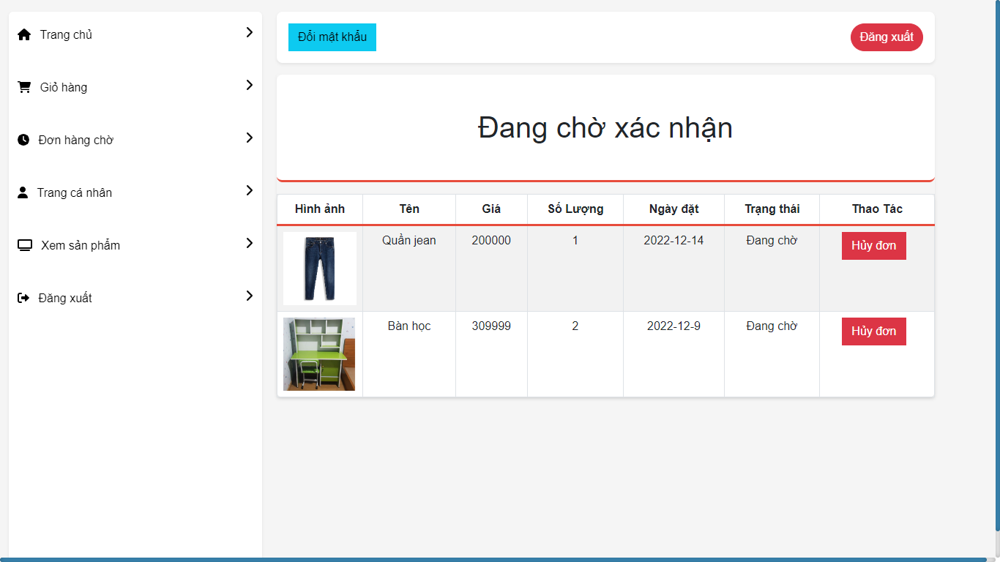 Trang chủ
Giỏ hàng
Đơn hàng chờ
Trang cá nhân
Xem sản phẩm
Đăng xuất
Đổi mật khẩu
Đăng xuất
Đang chờ xác nhận
Hình ảnh Tên Giá Số Lượng Ngày đặt Trạng thái Thao Tác
Quần jean 200000 1 2022-12-14 Đang chờ Hủy đơn
Bàn học 309999 2 2022-12-9 Đang chờ Hủy đơn